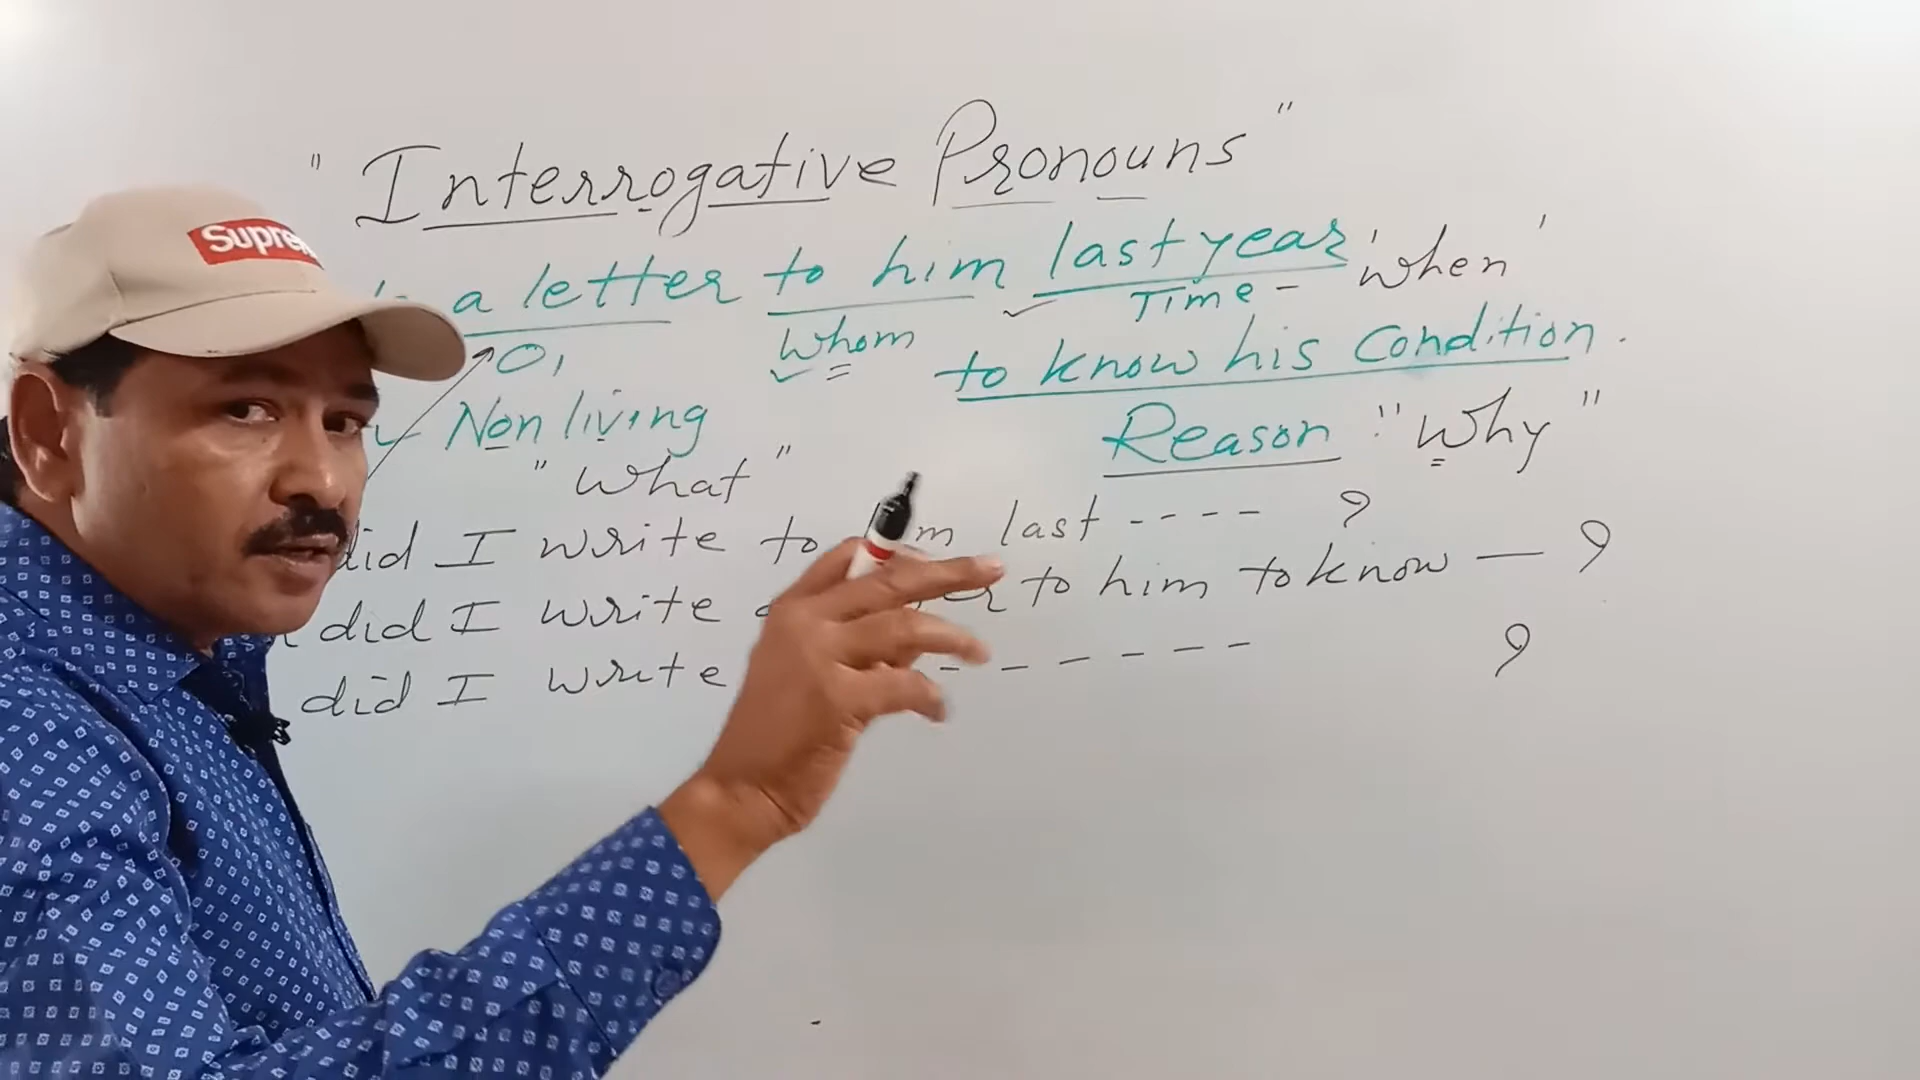 " Interrogative Pronouns "
Supre
a letter to him last year 'when'
O, whom Time -
to know his Condition .
Non living Reason : "Why"
"What"
did I write to him last - - - - ?
did I write to him to know — ?
did I write - - - - - - ?